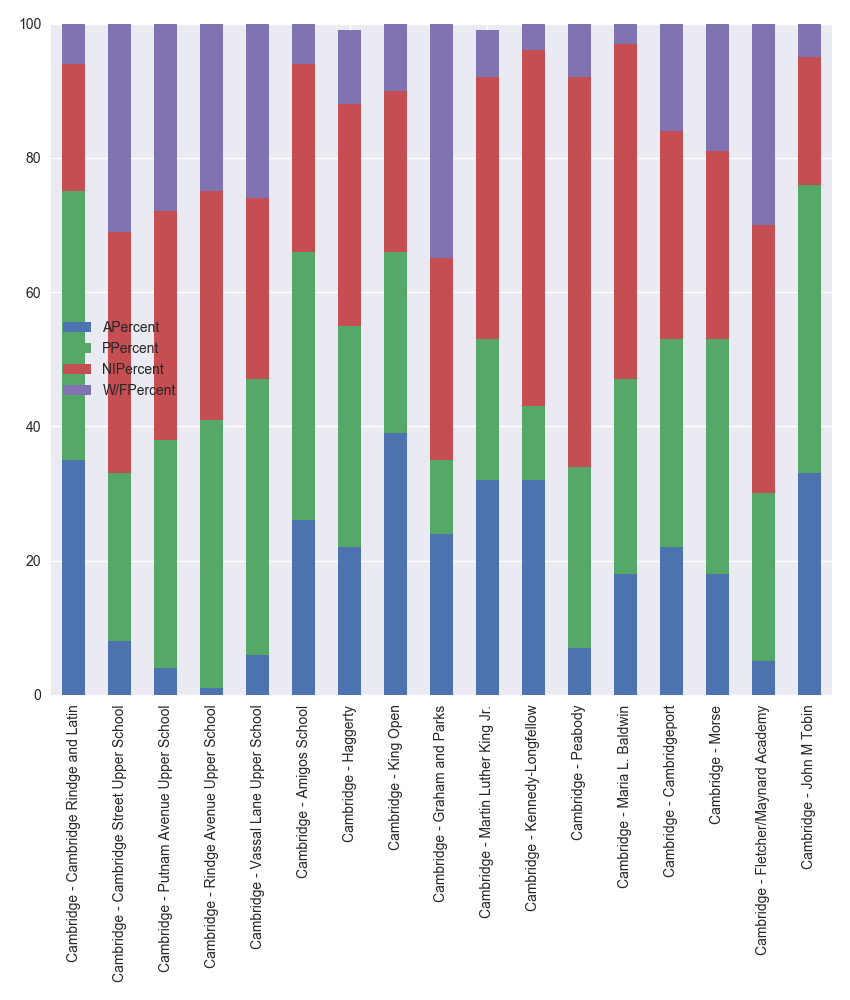 100
80
60
40
20
0
APercent
PPercent
NIPercent
W/FPercent
Cambridge - Cambridge Rindge and Latin
Cambridge - Cambridge Street Upper School
Cambridge - Putnam Avenue Upper School
Cambridge - Rindge Avenue Upper School
Cambridge - Vassal Lane Upper School
Cambridge - Amigos School
Cambridge - Haggerty
Cambridge - King Open
Cambridge - Graham and Parks
Cambridge - Martin Luther King Jr.
Cambridge - Kennedy-Longfellow
Cambridge - Peabody
Cambridge - Maria L. Baldwin
Cambridge - Cambridgeport
Cambridge - Morse
Cambridge - Fletcher/Maynard Academy
Cambridge - John M Tobin